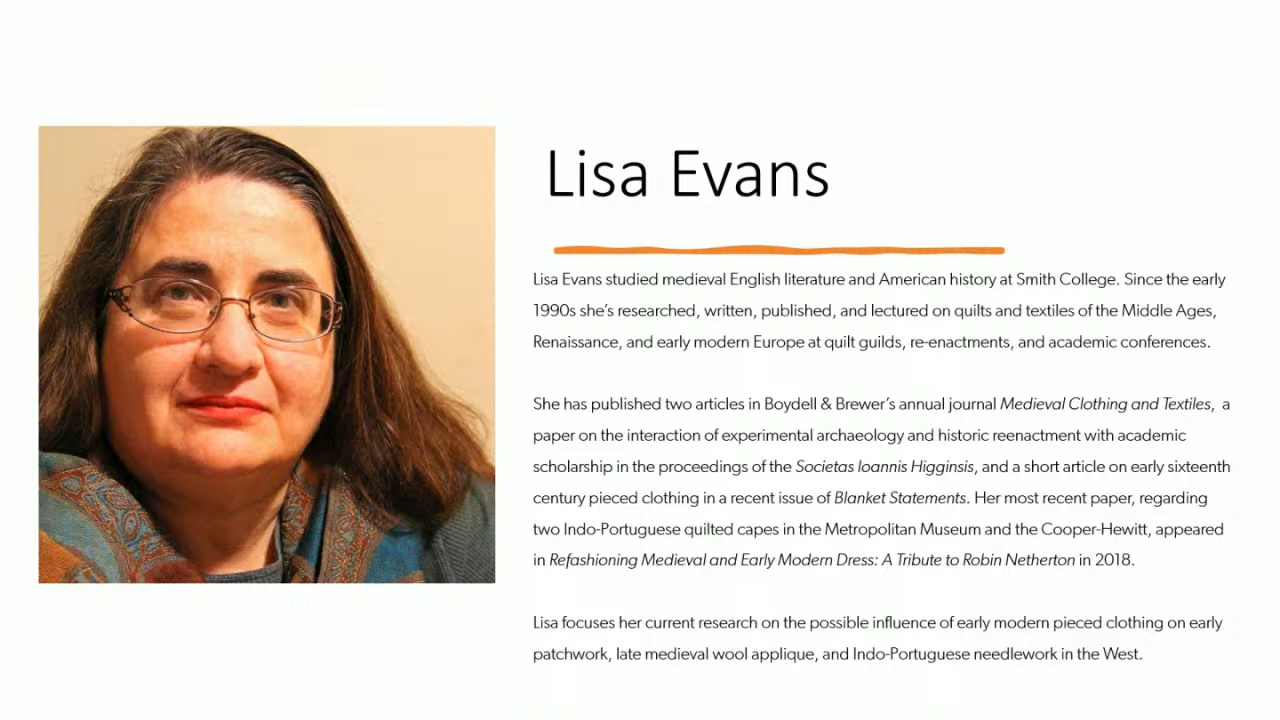 Lisa Evans
Lisa Evans studied medieval English literature and American history at Smith College. Since the early
1990s she’s researched, written, published, and lectured on quilts and textiles of the Middle Ages,
Renaissance, and early modern Europe at quilt guilds, re-enactments, and academic conferences.
She has published two articles in Boydell & Brewer’s annual journal Medieval Clothing and Textiles, a
paper on the interaction of experimental archaeology and historic reenactment with academic
scholarship in the proceedings of the Societas Ioannis Higginsis, and a short article on early sixteenth
century pieced clothing in a recent issue of Blanket Statements. Her most recent paper, regarding
two Indo-Portuguese quilted capes in the Metropolitan Museum and the Cooper-Hewitt, appeared
in Refashioning Medieval and Early Modern Dress: A Tribute to Robin Netherton in 2018.
Lisa focuses her current research on the possible influence of early modern pieced clothing on early
patchwork, late medieval wool applique, and Indo-Portuguese needlework in the West.